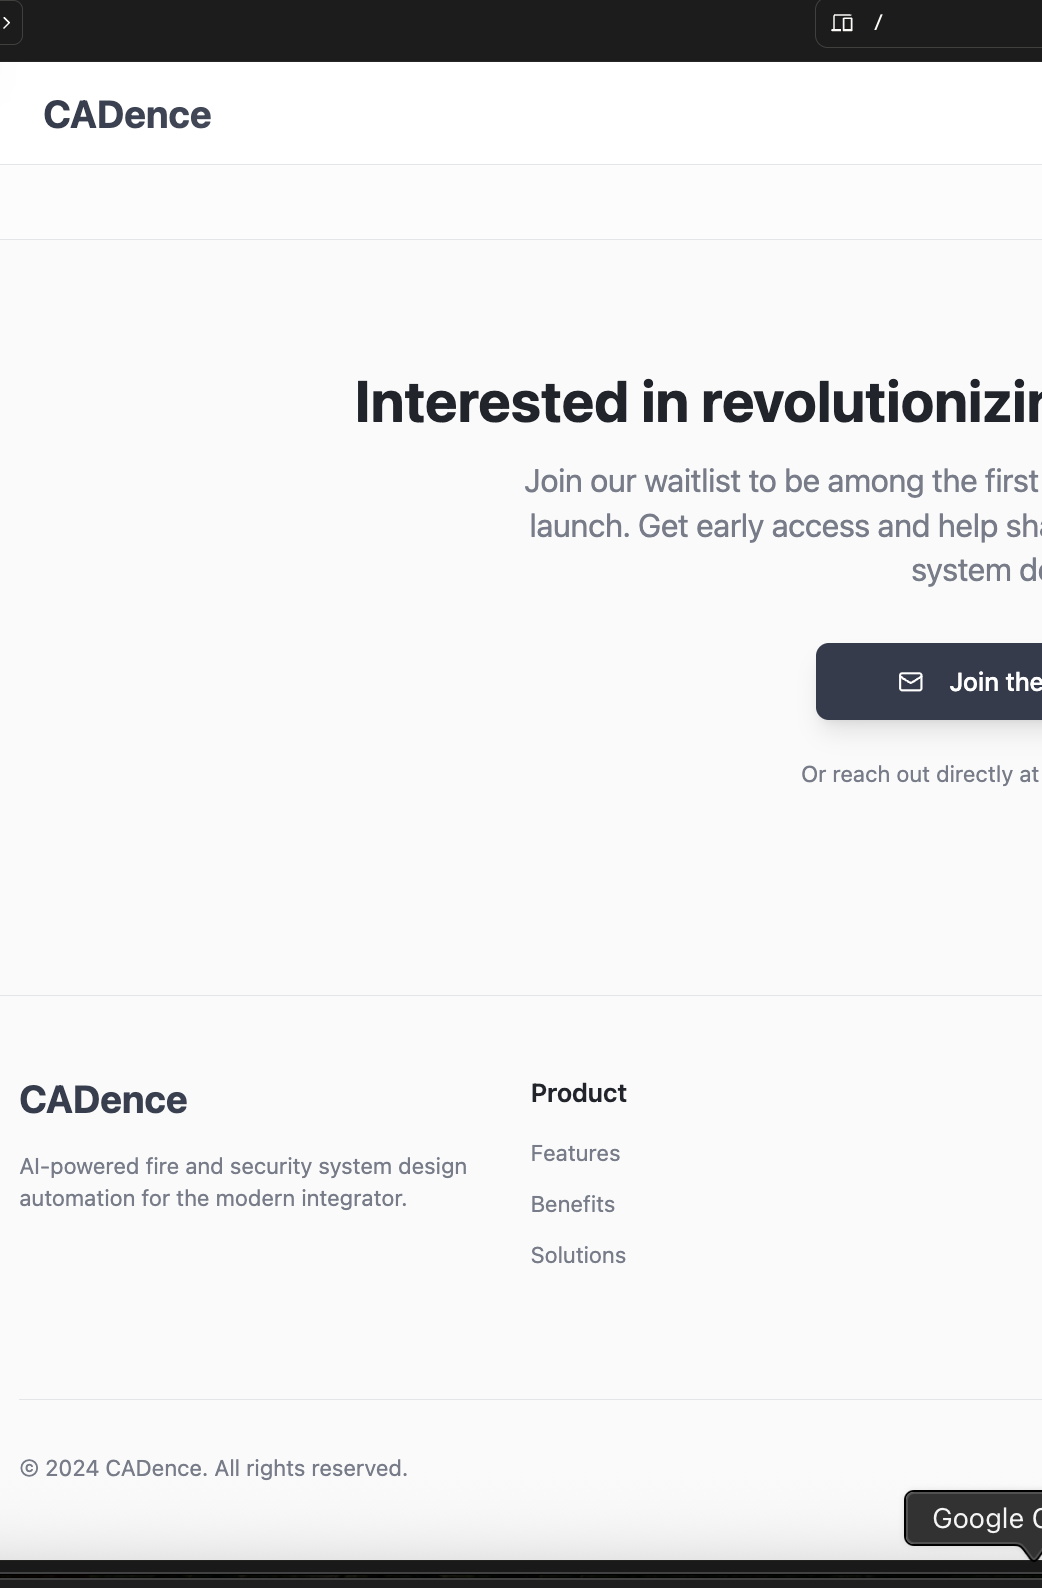 /
CADence
Interested in revolutionizin
Join our waitlist to be among the first
launch. Get early access and help sha
system de
Join the
Or reach out directly at
CADence
AI-powered fire and security system design
automation for the modern integrator.
Product
Features
Benefits
Solutions
© 2024 CADence. All rights reserved.
Google C